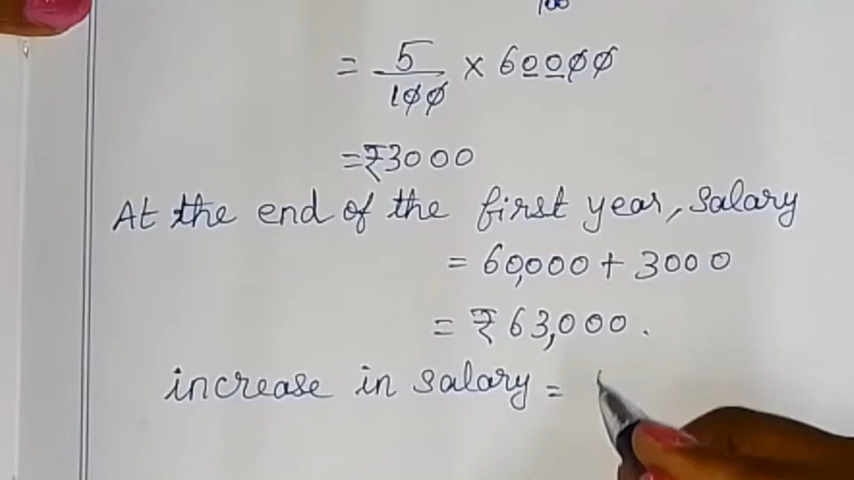 100
= 5/100 × 60000
= ₹3000
At the end of the first year, salary
= 60,000 + 3000
= ₹63,000.
increase in salary =